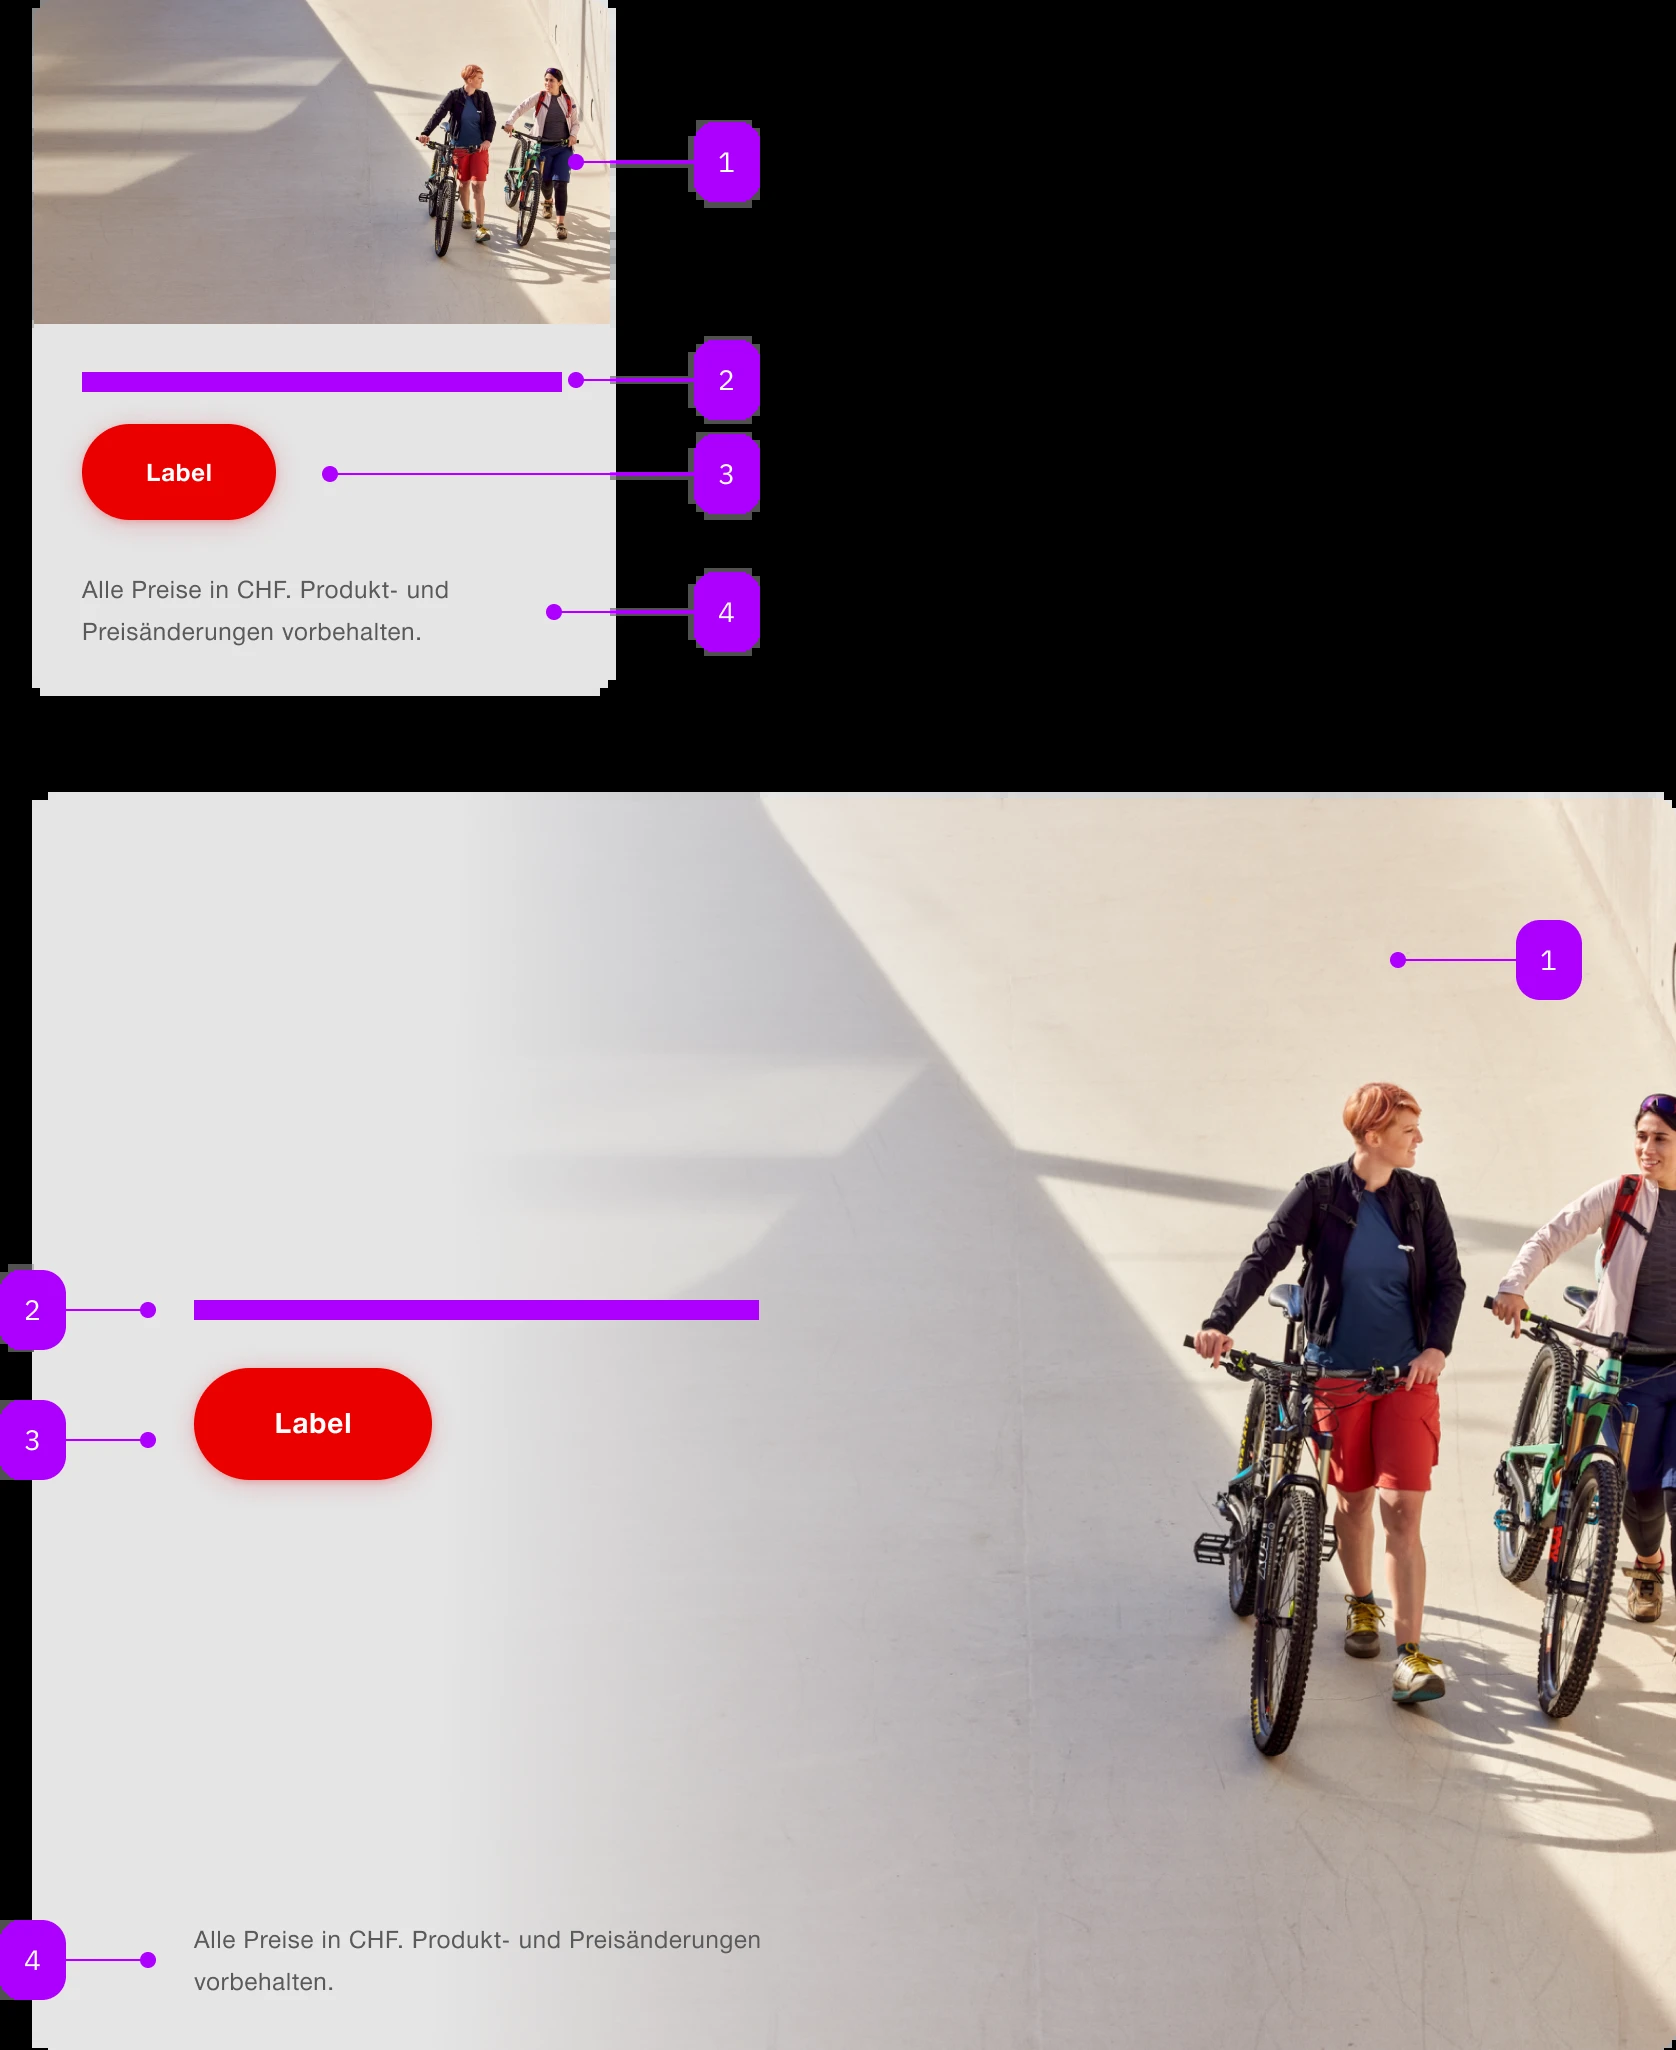 1
2
Label
3
Alle Preise in CHF. Produkt- und
Preisänderungen vorbehalten.
4
1
2
Label
3
4
Alle Preise in CHF. Produkt- und Preisänderungen
vorbehalten.